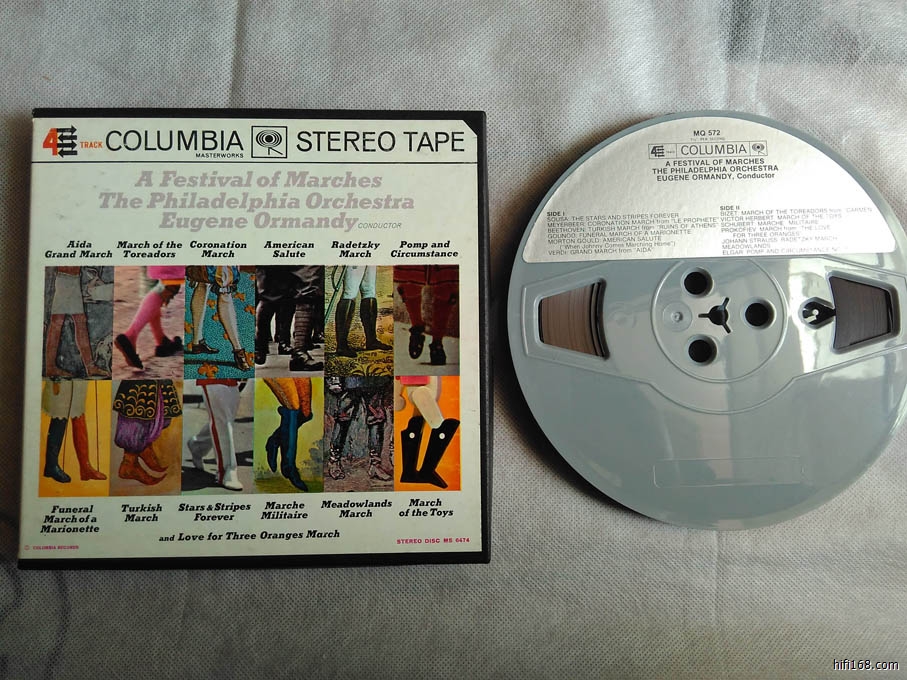 4 TRACK COLUMBIA STEREO TAPE
MASTERWORKS
A Festival of Marches
The Philadelphia Orchestra
Eugene Ormandy CONDUCTOR
Aida Grand March
March of the Toreadors
Coronation March
American Salute
Radetzky March
Pomp and Circumstance
Funeral March of a Marionette
Turkish March
Stars & Stripes Forever
Marche Militaire
Meadowlands March
March of the Toys
and Love for Three Oranges March
© COLUMBIA RECORDS
STEREO DISC MS 6474
MQ 572
4 TRACK COLUMBIA
A FESTIVAL OF MARCHES
THE PHILADELPHIA ORCHESTRA
EUGENE ORMANDY, Conductor
SIDE I
SOUSA: THE STARS AND STRIPES FOREVER
MEYERBEER: CORONATION MARCH from "LE PROPHETE"
BEETHOVEN: TURKISH MARCH from "RUINS OF ATHENS"
GOUNOD: FUNERAL MARCH OF A MARIONETTE
MORTON GOULD: AMERICAN SALUTE
("When Johnny Comes Marching Home")
VERDI: GRAND MARCH from "AIDA"
SIDE II
BIZET: MARCH OF THE TOREADORS from "CARMEN
VICTOR HERBERT: MARCH OF THE TOYS
SCHUBERT: MARCHE MILITAIRE
PROKOFIEV: MARCH from "THE LOVE
FOR THREE ORANGES"
JOHANN STRAUSS: RADETZKY MARCH
MEADOWLANDS
ELGAR: POMP AND CIRCUMSTANCE
hifi168.com